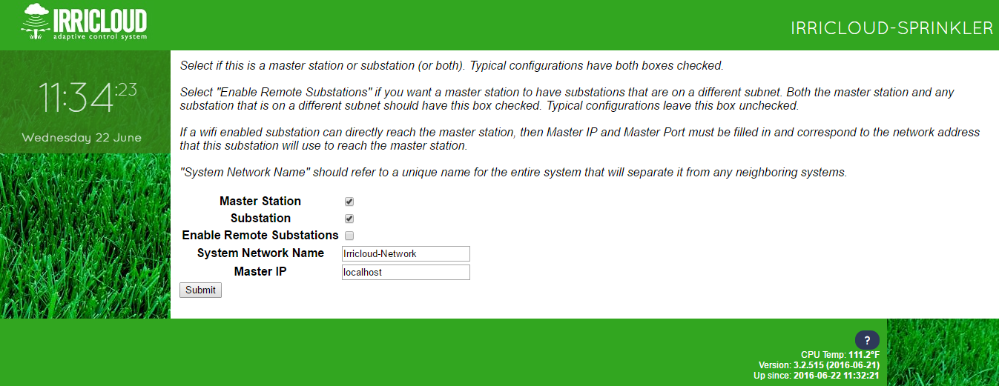 IRRICLOUD
adaptive control system
IRRICLOUD-SPRINKLER
11:34:23
Wednesday 22 June
Select if this is a master station or substation (or both). Typical configurations have both boxes checked.
Select "Enable Remote Substations" if you want a master station to have substations that are on a different subnet. Both the master station and any
substation that is on a different subnet should have this box checked. Typical configurations leave this box unchecked.
If a wifi enabled substation can directly reach the master station, then Master IP and Master Port must be filled in and correspond to the network address
that this substation will use to reach the master station.
"System Network Name" should refer to a unique name for the entire system that will separate it from any neighboring systems.
Master Station
Substation
Enable Remote Substations
System Network Name Irricloud-Network
Master IP localhost
Submit
?
CPU Temp: 111.2°F
Version: 3.2.515 (2016-06-21)
Up since: 2016-06-22 11:32:21